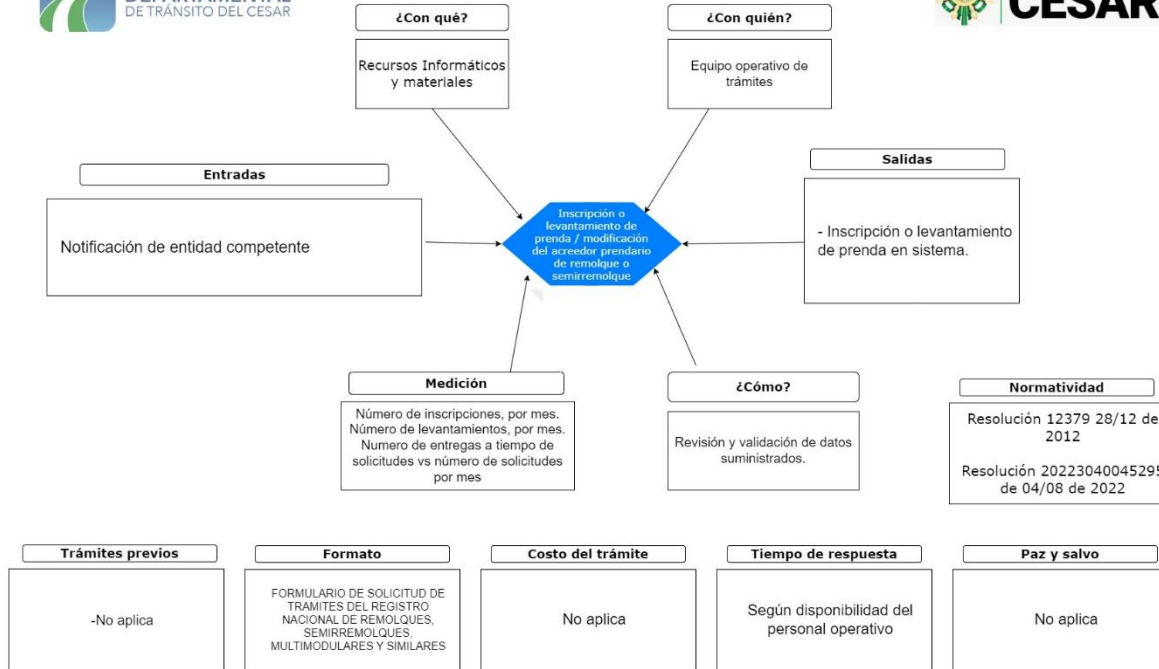 DEPARTAMENTAL
DE TRÁNSITO DEL CESAR
CESAR
¿Con qué?
Recursos Informáticos
y materiales
¿Con quién?
Equipo operativo de
trámites
Entradas
Notificación de entidad competente
Inscripción o
levantamiento de
prenda / modificación
del acreedor prendario
de remolque o
semirremolque
Salidas
- Inscripción o levantamiento
de prenda en sistema.
Medición
Número de inscripciones, por mes.
Número de levantamientos, por mes.
Numero de entregas a tiempo de
solicitudes vs número de solicitudes
por mes
¿Cómo?
Revisión y validación de datos
suministrados.
Normatividad
Resolución 12379 28/12 de
2012
Resolución 20223040045295
de 04/08 de 2022
Trámites previos
-No aplica
Formato
FORMULARIO DE SOLICITUD DE
TRAMITES DEL REGISTRO
NACIONAL DE REMOLQUES,
SEMIRREMOLQUES,
MULTIMODULARES Y SIMILARES
Costo del trámite
No aplica
Tiempo de respuesta
Según disponibilidad del
personal operativo
Paz y salvo
No aplica